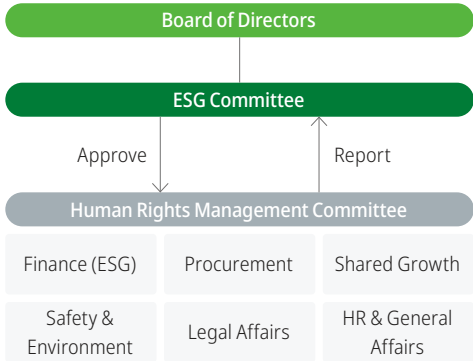 Board of Directors
ESG Committee
Approve
Report
Human Rights Management Committee
Finance (ESG)
Procurement
Shared Growth
Safety &
Environment
Legal Affairs
HR & General
Affairs